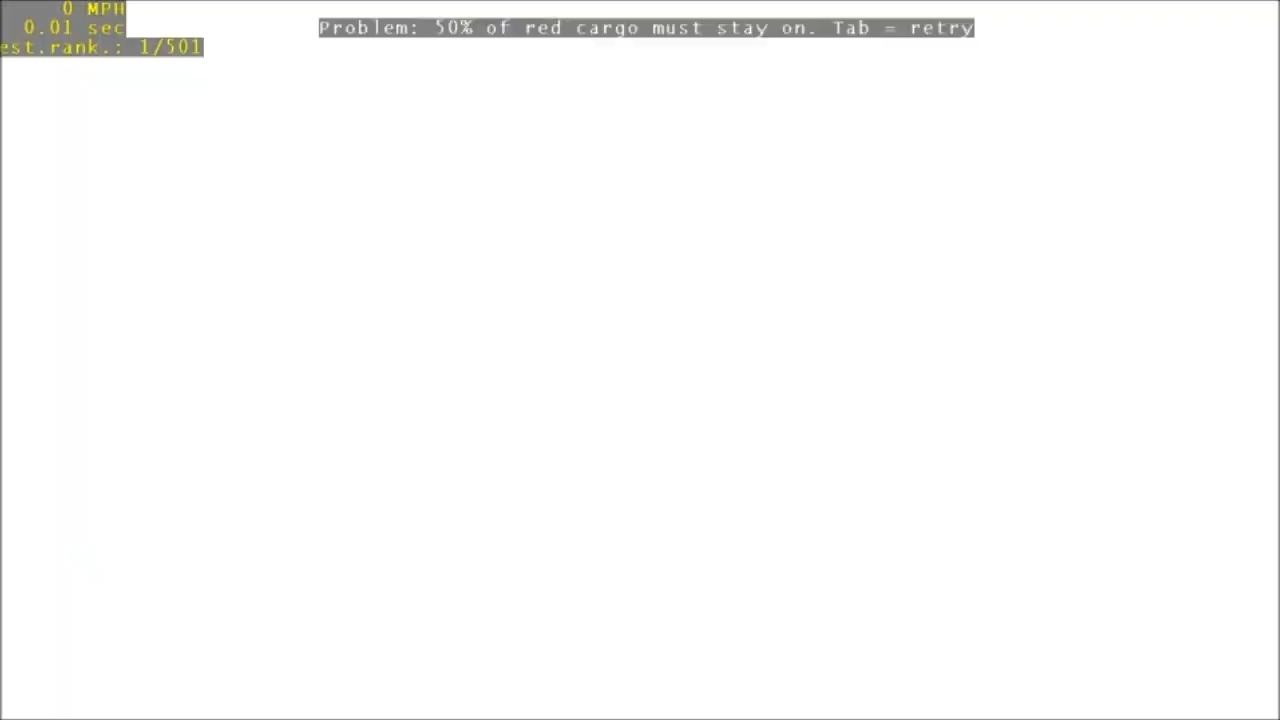 0 MPH
0.01 sec
est.rank.: 1/501
Problem: 50% of red cargo must stay on. Tab = retry